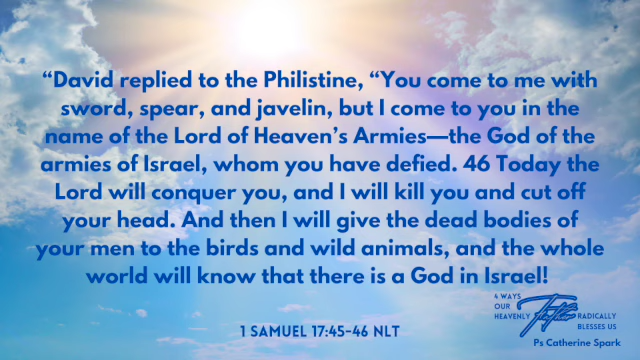 “David replied to the Philistine, “You come to me with
sword, spear, and javelin, but I come to you in the
name of the Lord of Heaven’s Armies—the God of the
armies of Israel, whom you have defied. 46 Today the
Lord will conquer you, and I will kill you and cut off
your head. And then I will give the dead bodies of
your men to the birds and wild animals, and the whole
world will know that there is a God in Israel!
1 SAMUEL 17:45-46 NLT
4 WAYS
OUR
HEAVENLY
RADICALLY
BLESSES US
Ps Catherine Spark